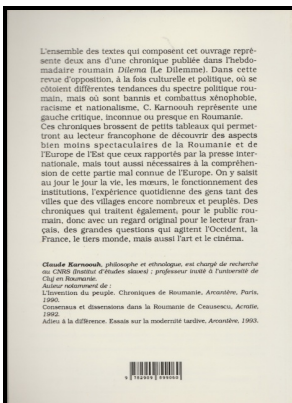 L'ensemble des textes qui composent cet ouvrage repré-
sente deux ans d'une chronique publiée dans l'hebdo-
madaire roumain Dilema (Le Dilemme). Dans cette
revue d'opposition, à la fois culturelle et politique, où se
côtoient différentes tendances du spectre politique rou-
main, mais où sont bannis et combattus xénophobie,
racisme et nationalisme, C. Karnoouh représente une
gauche critique, inconnue ou presque en Roumanie.
Ces chroniques brossent de petits tableaux qui permet-
tront au lecteur francophone de découvrir des aspects
bien moins spectaculaires de la Roumanie et de
l'Europe de l'Est que ceux rapportés par la presse inter-
nationale, mais tout aussi nécessaires à la compréhen-
sion de cette partie mal connue de l'Europe. On y saisit
au jour le jour la vie, les mœurs, le fonctionnement des
institutions, l'expérience quotidienne des gens tant des
villes que des villages encore nombreux et peuplés. Des
chroniques qui traitent également, pour le public rou-
main, donc avec un regard original pour le lecteur fran-
çais, des grandes questions qui agitent l'Occident, la
France, le tiers monde, mais aussi l'art et le cinéma.
Claude Karnoouh, philosophe et ethnologue, est chargé de recherche
au CNRS (Institut d'études slaves) ; professeur invité à l'université de
Cluj en Roumanie.
Auteur notamment de :
L'Invention du peuple. Chroniques de Roumanie, Arcantère, Paris,
1990.
Consensus et dissensions dans la Roumanie de Ceausescu, Acratie,
1992.
Adieu à la différence. Essais sur la modernité tardive, Arcantère, 1993.